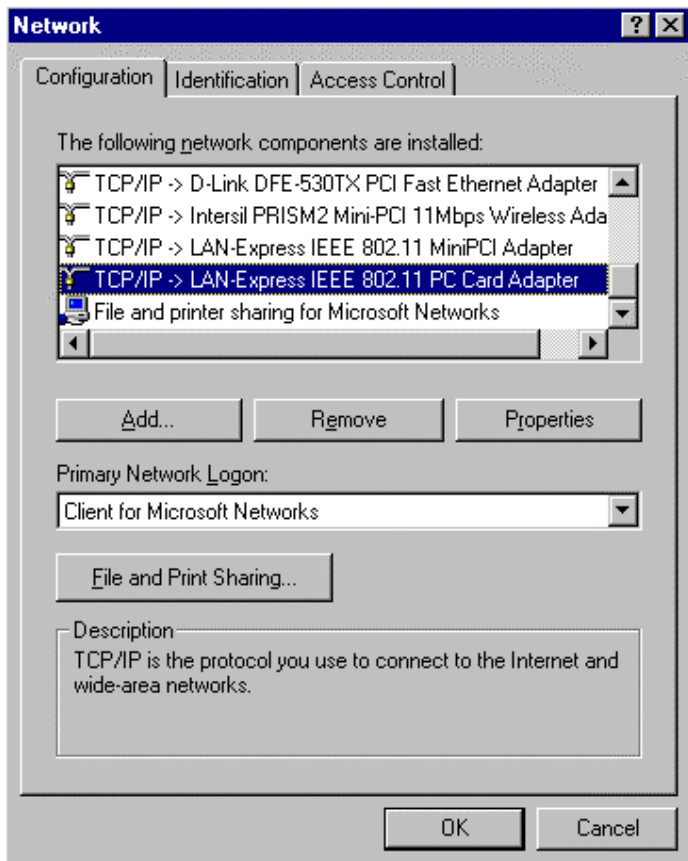 Network
Configuration Identification Access Control
The following network components are installed:
TCP/IP -> D-Link DFE-530TX PCI Fast Ethernet Adapter
TCP/IP -> Intersil PRISM2 Mini-PCI 11Mbps Wireless Ada
TCP/IP -> LAN-Express IEEE 802.11 MiniPCI Adapter
TCP/IP -> LAN-Express IEEE 802.11 PC Card Adapter
File and printer sharing for Microsoft Networks
Add... Remove Properties
Primary Network Logon:
Client for Microsoft Networks
File and Print Sharing...
Description
TCP/IP is the protocol you use to connect to the Internet and
wide-area networks.
OK Cancel